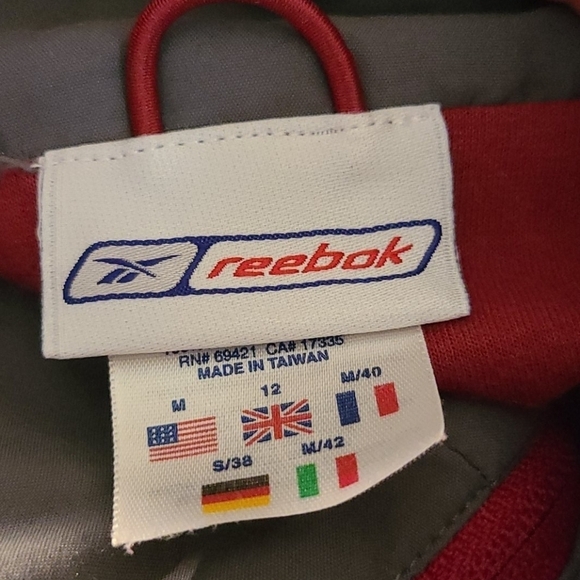 reebok
RN# 69421 CA# 17335
MADE IN TAIWAN
M 12 M/40
S/38 M/42